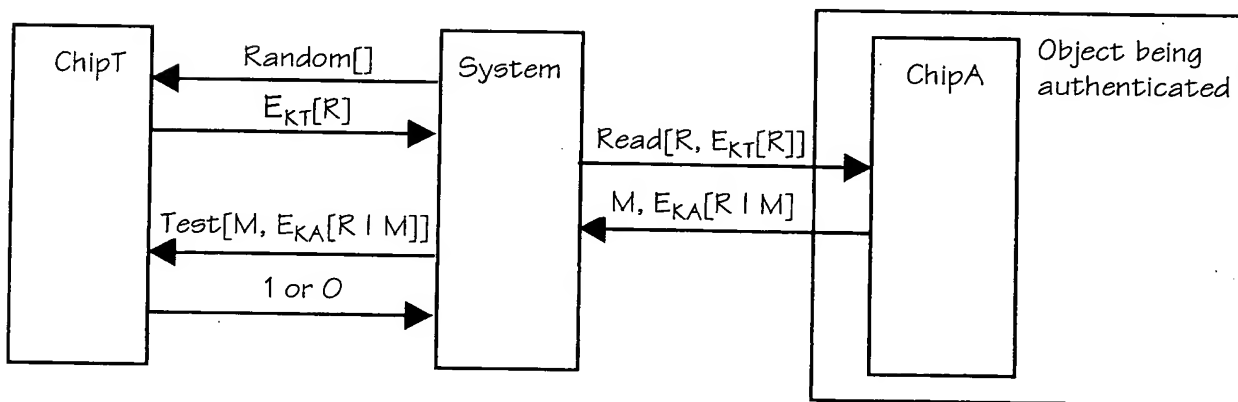 ChipT
Random[]
E_KT[R]
Test[M, E_KA[R | M]]
1 or 0
System
Read[R, E_KT[R]]
M, E_KA[R | M]
ChipA
Object being
authenticated